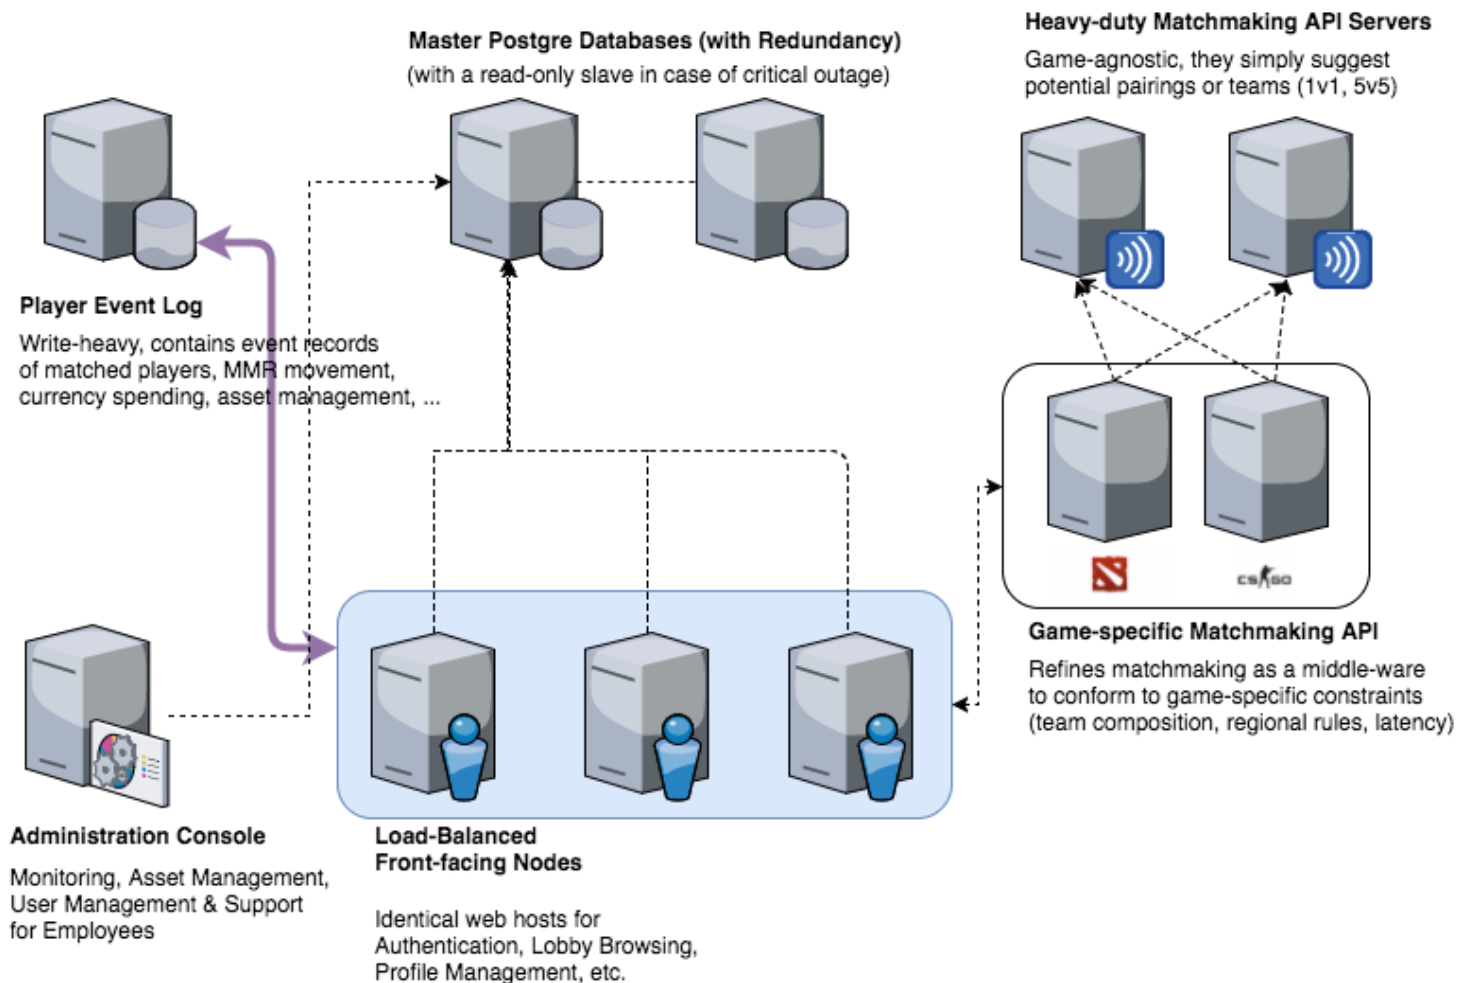 Master Postgre Databases (with Redundancy)
(with a read-only slave in case of critical outage)
Heavy-duty Matchmaking API Servers
Game-agnostic, they simply suggest
potential pairings or teams (1v1, 5v5)
Player Event Log
Write-heavy, contains event records
of matched players, MMR movement,
currency spending, asset management, ...
CS GO
Game-specific Matchmaking API
Refines matchmaking as a middle-ware
to conform to game-specific constraints
(team composition, regional rules, latency)
Administration Console
Monitoring, Asset Management,
User Management & Support
for Employees
Load-Balanced
Front-facing Nodes
Identical web hosts for
Authentication, Lobby Browsing,
Profile Management, etc.